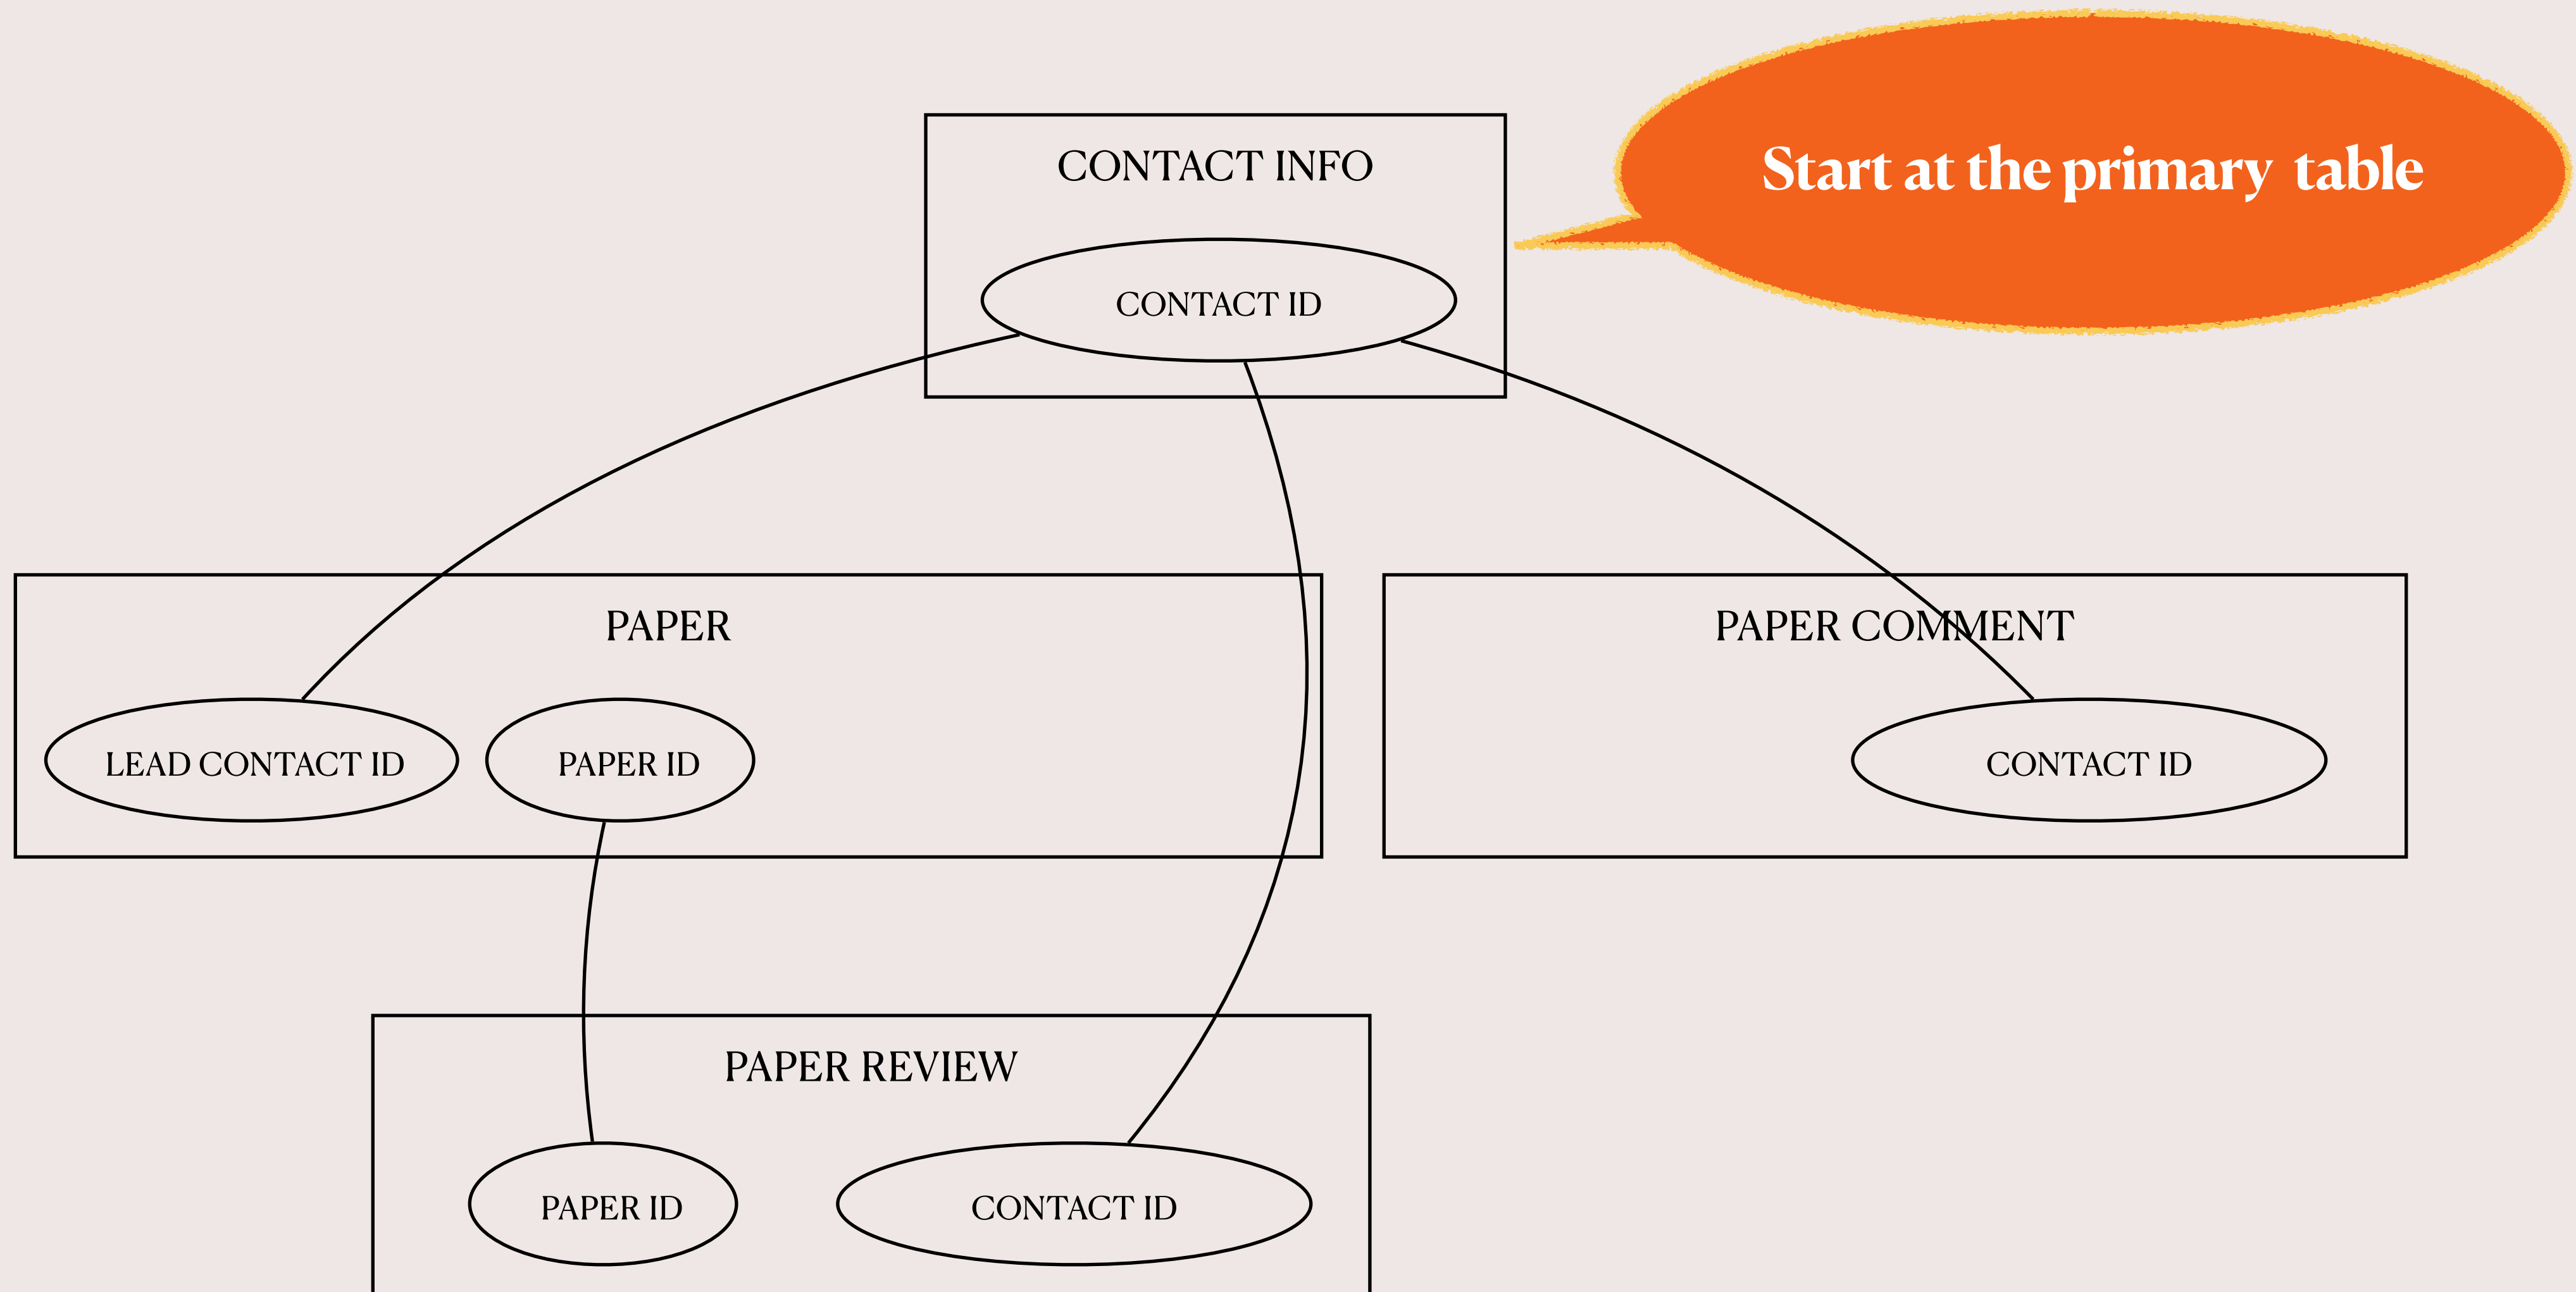 CONTACT INFO
Start at the primary table
CONTACT ID
PAPER
PAPER COMMENT
LEAD CONTACT ID
PAPER ID
CONTACT ID
PAPER REVIEW
PAPER ID
CONTACT ID